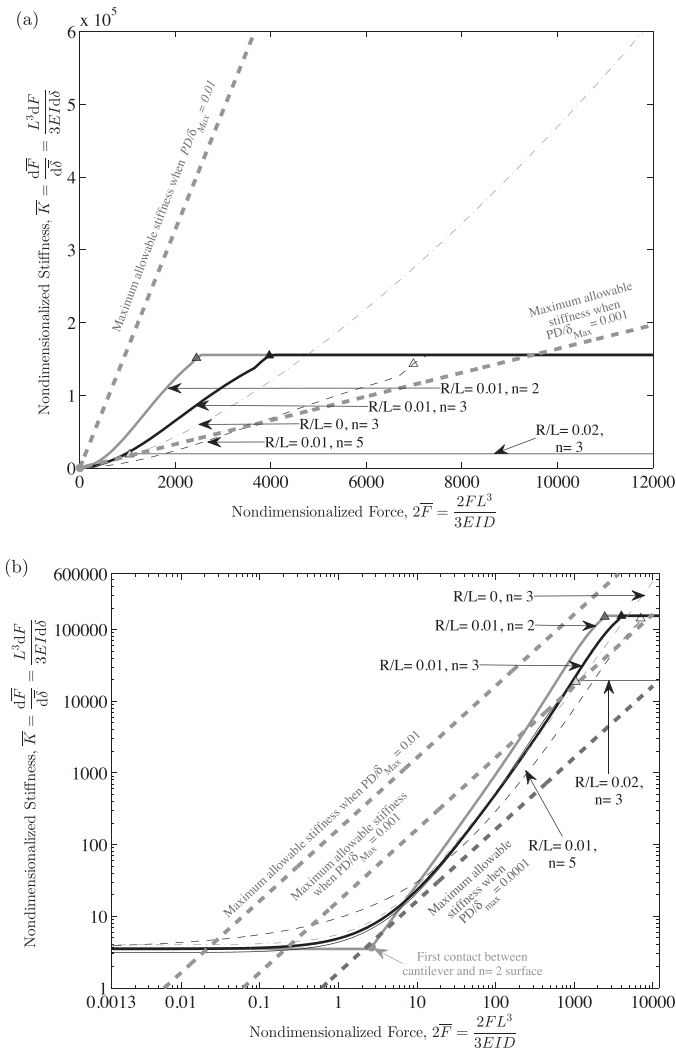 (a)
x 10^5
6
4
2
0
0 2000 4000 6000 8000 10000 12000
Nondimensionalized Stiffness, K̅ = dF̅/dδ̅ = L³dF/3EIdδ
Maximum allowable stiffness when PD/δ_Max = 0.01
Maximum allowable
stiffness when
PD/δ_Max = 0.001
R/L= 0.01, n= 2
R/L= 0.01, n= 3
R/L= 0, n= 3
R/L= 0.01, n= 5
R/L= 0.02,
n= 3
Nondimensionalized Force, 2F̅ = 2FL³/3EID
(b)
600000
100000
10000
1000
100
10
1
0.0013 0.01 0.1 1 10 100 1000 10000
Nondimensionalized Stiffness, K̅ = dF̅/dδ̅ = L³dF/3EIdδ
R/L= 0, n= 3
R/L= 0.01, n= 2
R/L= 0.01, n= 3
Maximum allowable stiffness when PD/δ_Max = 0.01
Maximum allowable stiffness
when PD/δ_Max = 0.001
R/L= 0.02,
n= 3
R/L= 0.01,
n= 5
Maximum allowable
stiffness when
PD/δ_max = 0.0001
First contact between
cantilever and n= 2 surface
Nondimensionalized Force, 2F̅ = 2FL³/3EID